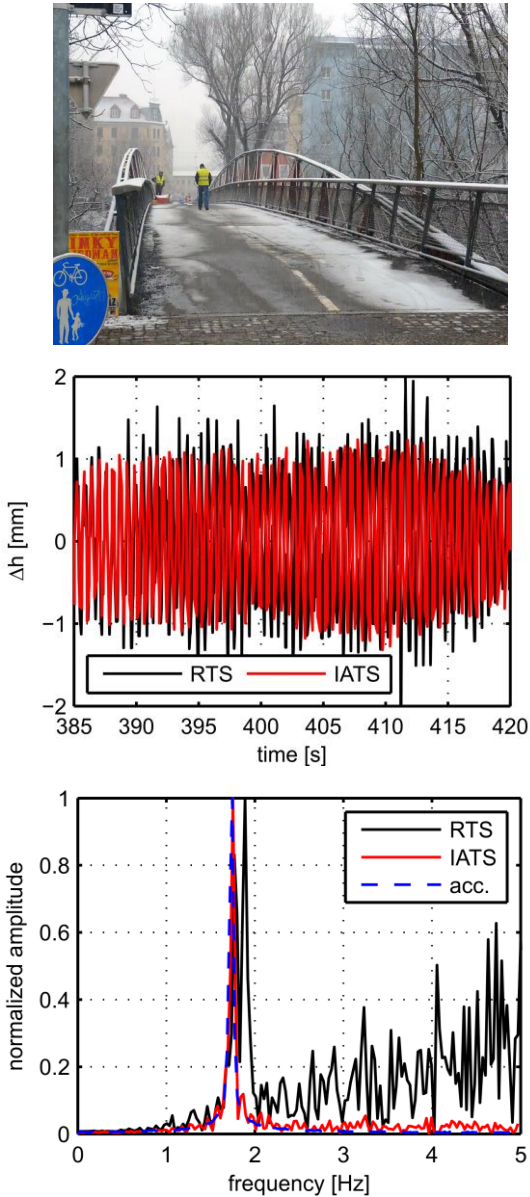 INKY
2
1
0
−1
−2
Δh [mm]
RTS IATS
385 390 395 400 405 410 415 420
time [s]
1
0.8
0.6
0.4
0.2
0
normalized amplitude
RTS
IATS
acc.
0 1 2 3 4 5
frequency [Hz]